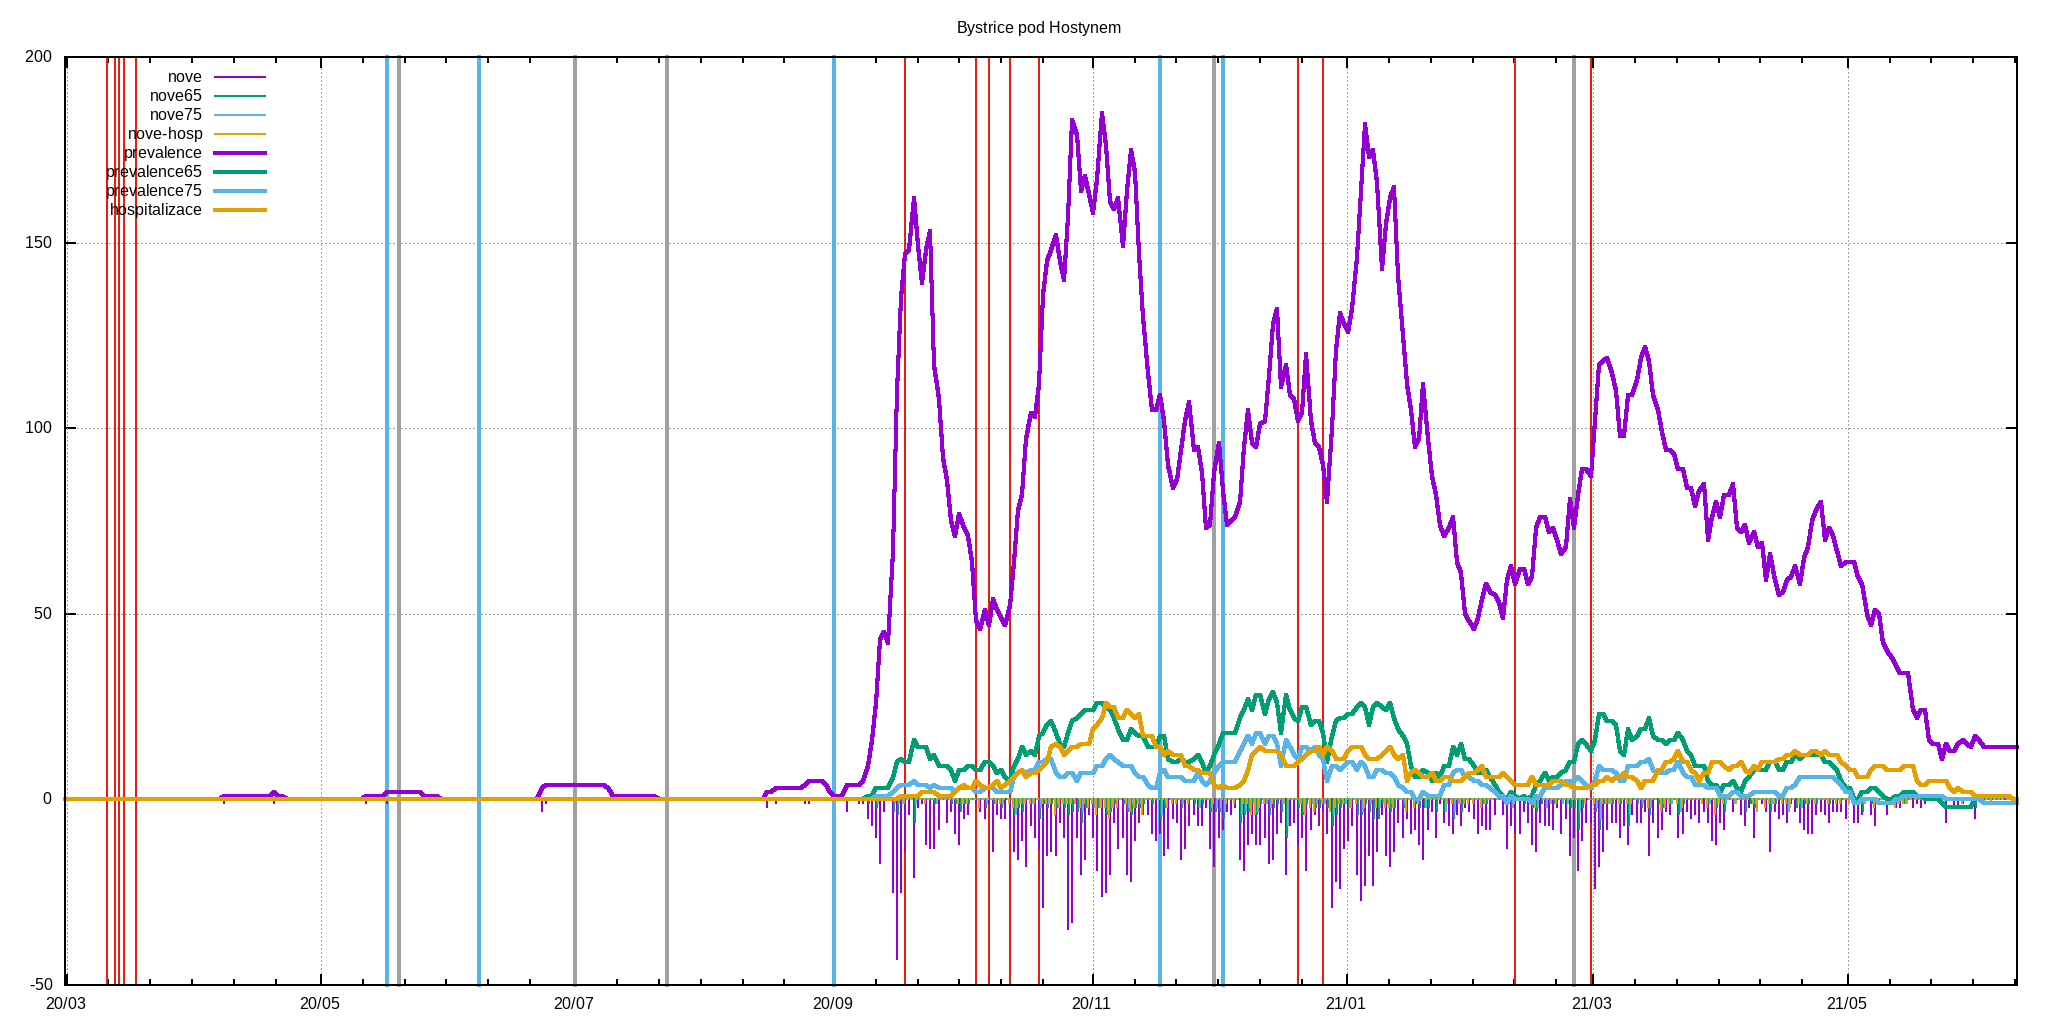 Bystrice pod Hostynem
200
150
100
50
0
-50
nove
nove65
nove75
nove-hosp
prevalence
prevalence65
prevalence75
hospitalizace
20/03 20/05 20/07 20/09 20/11 21/01 21/03 21/05